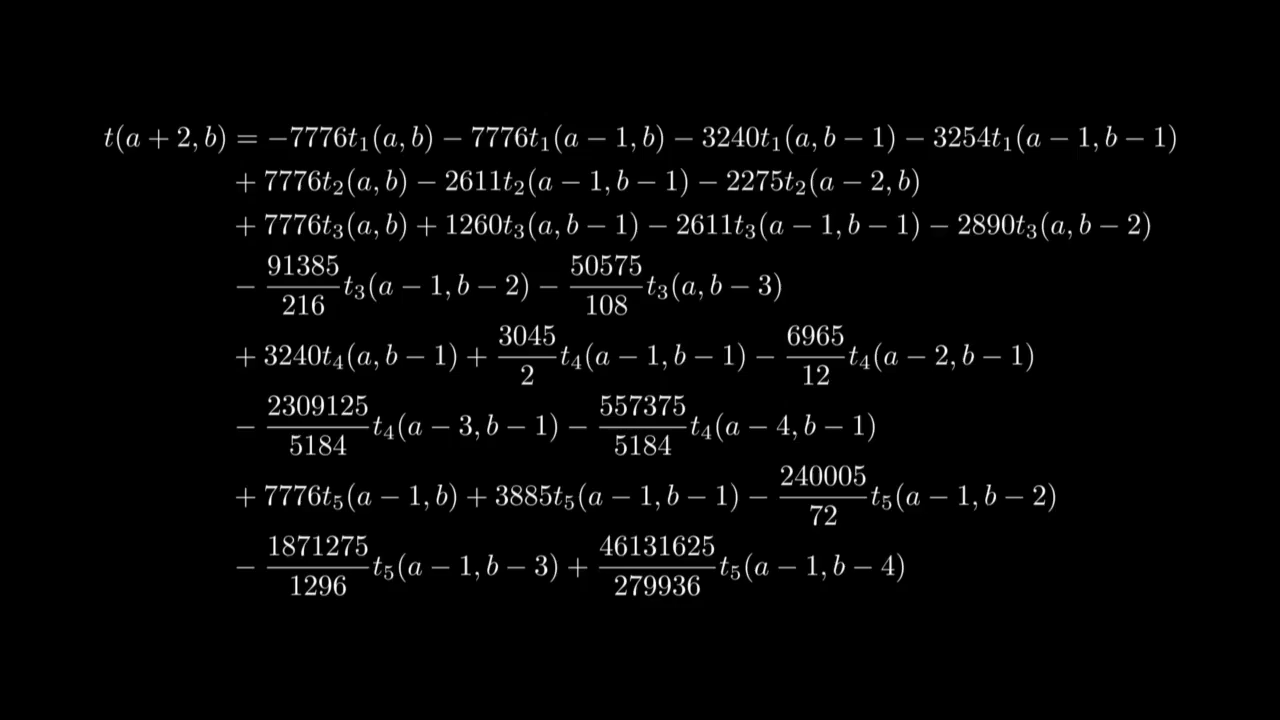 t(a + 2, b) = −7776t₁(a, b) − 7776t₁(a − 1, b) − 3240t₁(a, b − 1) − 3254t₁(a − 1, b − 1)
+ 7776t₂(a, b) − 2611t₂(a − 1, b − 1) − 2275t₂(a − 2, b)
+ 7776t₃(a, b) + 1260t₃(a, b − 1) − 2611t₃(a − 1, b − 1) − 2890t₃(a, b − 2)
− 91385/216 t₃(a − 1, b − 2) − 50575/108 t₃(a, b − 3)
+ 3240t₄(a, b − 1) + 3045/2 t₄(a − 1, b − 1) − 6965/12 t₄(a − 2, b − 1)
− 2309125/5184 t₄(a − 3, b − 1) − 557375/5184 t₄(a − 4, b − 1)
+ 7776t₅(a − 1, b) + 3885t₅(a − 1, b − 1) − 240005/72 t₅(a − 1, b − 2)
− 1871275/1296 t₅(a − 1, b − 3) + 46131625/279936 t₅(a − 1, b − 4)